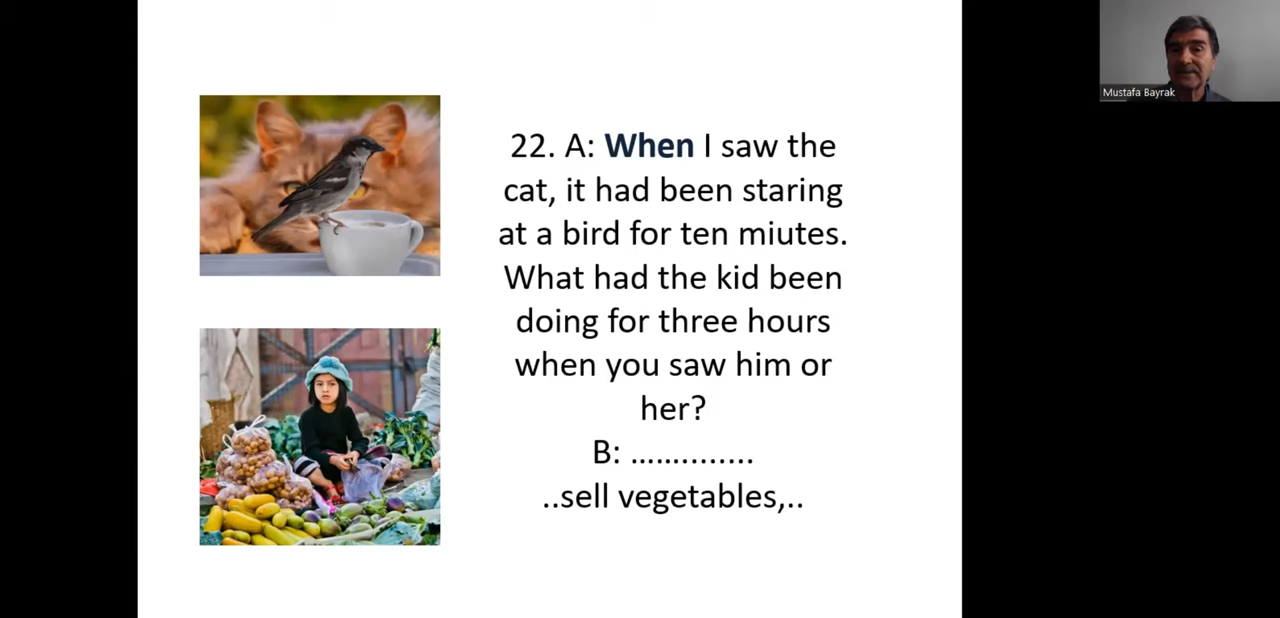 22. A: When I saw the
cat, it had been staring
at a bird for ten miutes.
What had the kid been
doing for three hours
when you saw him or
her?
B: ..............
..sell vegetables,..
Mustafa Bayrak